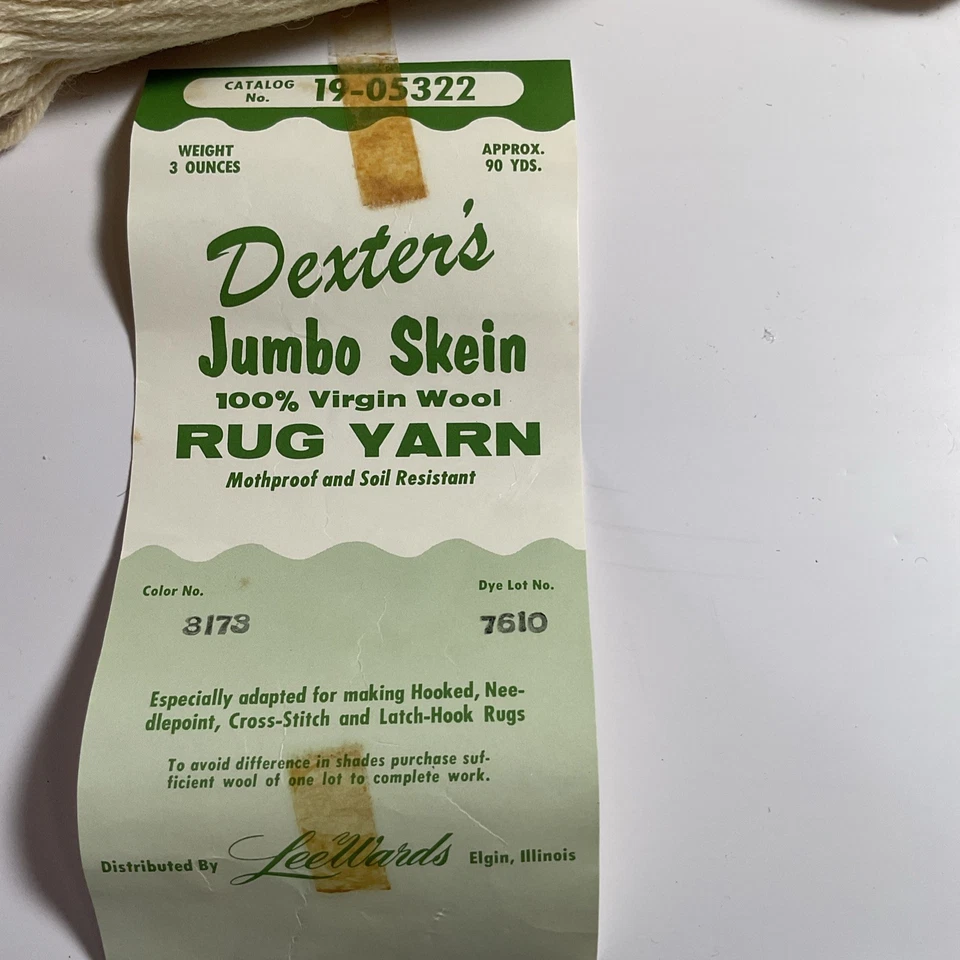 CATALOG No. 19-05322
WEIGHT
3 OUNCES
APPROX.
90 YDS.
Dexter's
Jumbo Skein
100% Virgin Wool
RUG YARN
Mothproof and Soil Resistant
Color No.
Dye Lot No.
7610
Especially adapted for making Hooked, Nee-
dlepoint, Cross-Stitch and Latch-Hook Rugs
To avoid difference in shades purchase suf-
ficient wool of one lot to complete work.
Distributed By LeeWards Elgin, Illinois